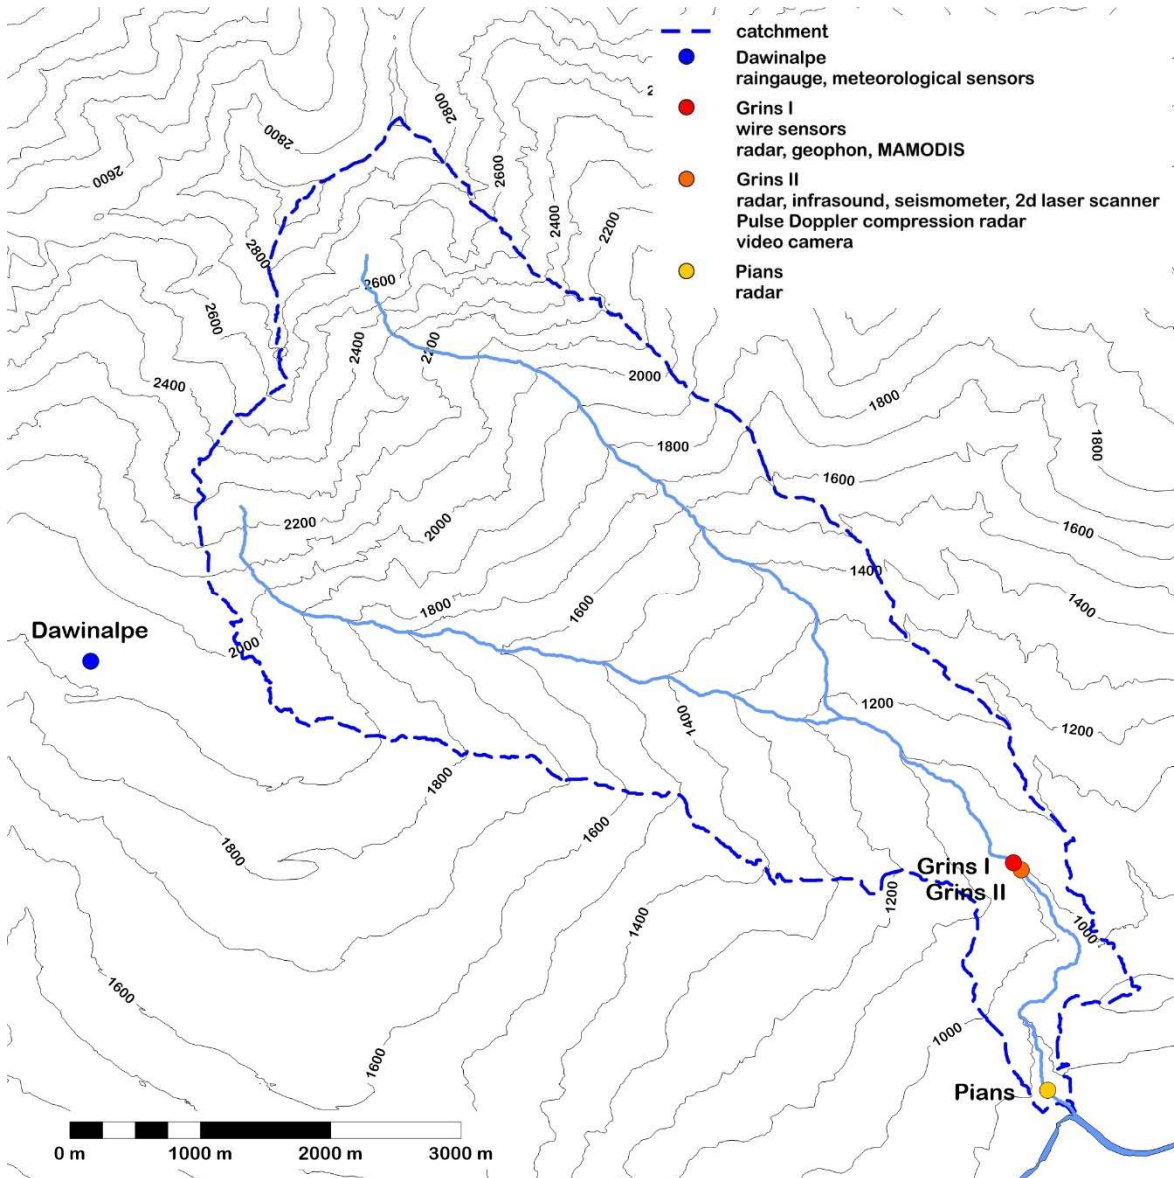 catchment
Dawinalpe
raingauge, meteorological sensors
Grins I
wire sensors
radar, geophon, MAMODIS
Grins II
radar, infrasound, seismometer, 2d laser scanner
Pulse Doppler compression radar
video camera
Pians
radar
2800
2800
2600
2600
2400
2200
2800
2600
2600
2400
2200
2400
2000
1800
1800
1800
1600
1600
2200
2000
1400
1400
1600
1800
Dawinalpe
2000
1200
1200
1400
1800
1600
1800
Grins I
Grins II
1200
1400
1000
1600
1000
1600
Pians
0 m
1000 m
2000 m
3000 m